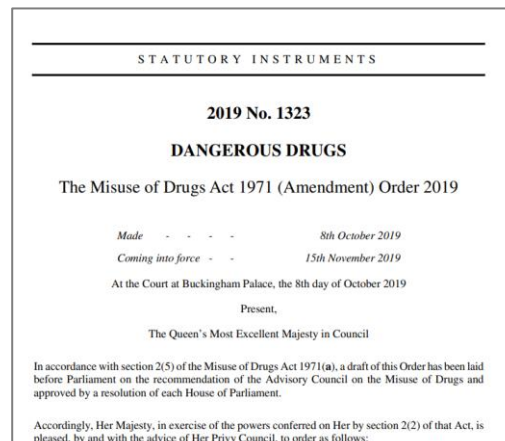 STATUTORY INSTRUMENTS
2019 No. 1323
DANGEROUS DRUGS
The Misuse of Drugs Act 1971 (Amendment) Order 2019
Made - - - - 8th October 2019
Coming into force - - 15th November 2019
At the Court at Buckingham Palace, the 8th day of October 2019
Present,
The Queen's Most Excellent Majesty in Council
In accordance with section 2(5) of the Misuse of Drugs Act 1971(a), a draft of this Order has been laid
before Parliament on the recommendation of the Advisory Council on the Misuse of Drugs and
approved by a resolution of each House of Parliament.
Accordingly, Her Majesty, in exercise of the powers conferred on Her by section 2(2) of that Act, is
pleased, by and with the advice of Her Privy Council, to order as follows: